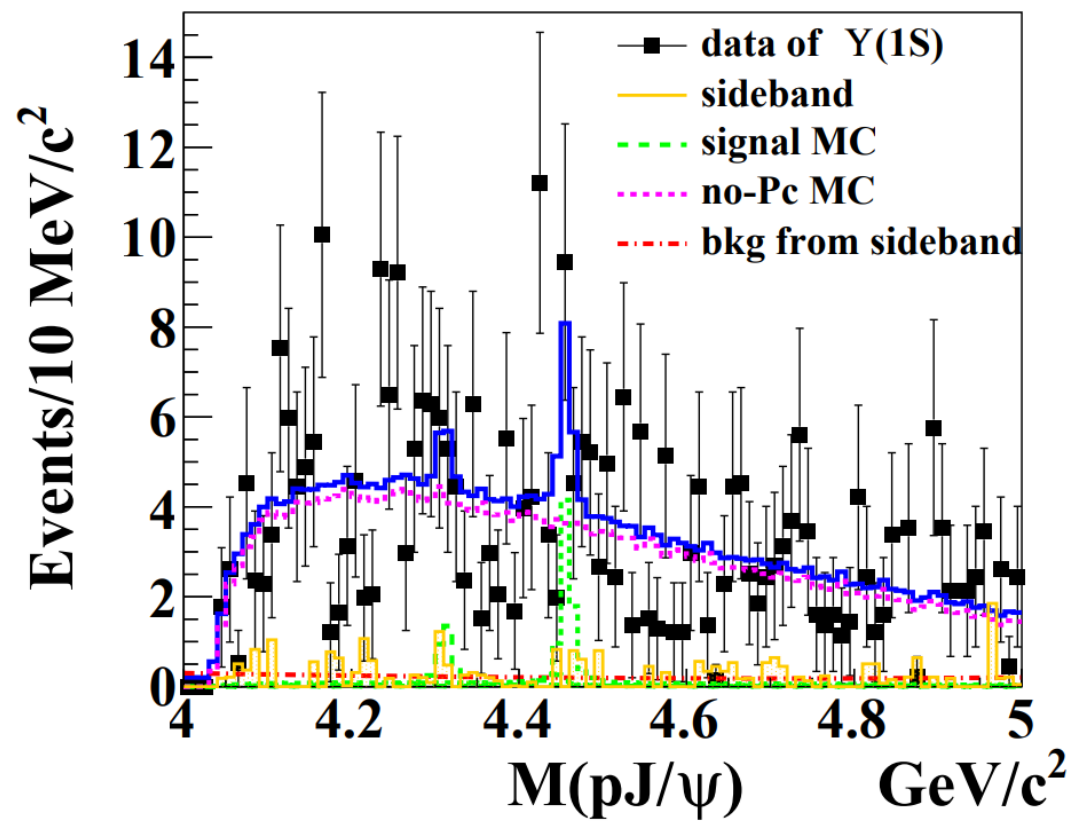 Events/10 MeV/c²
14
12
10
8
6
4
2
0
data of ϒ(1S)
sideband
signal MC
no-Pc MC
bkg from sideband
4 4.2 4.4 4.6 4.8 5
M(pJ/ψ) GeV/c²